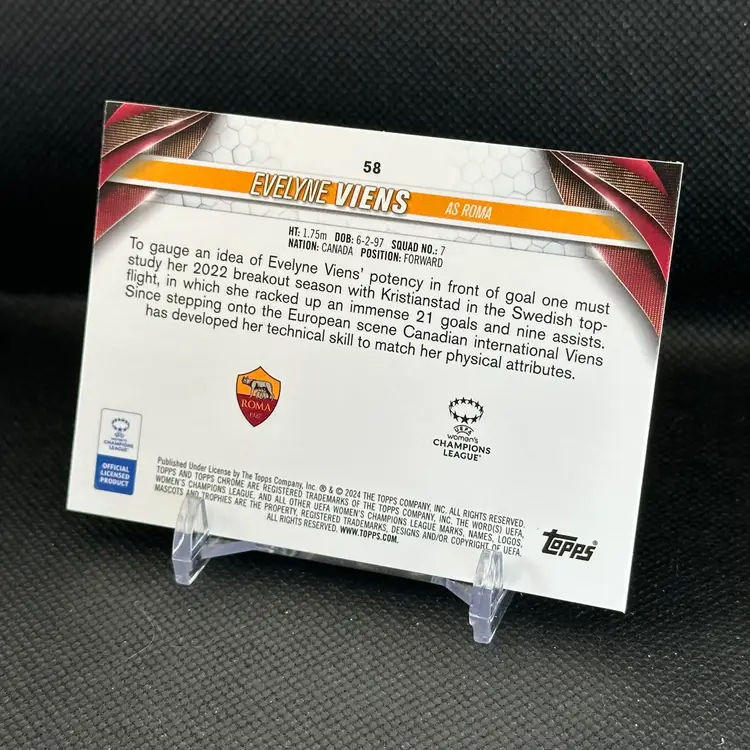 58
EVELYNE VIENS AS ROMA
HT: 1.75m DOB: 6-2-97 SQUAD NO.: 7
NATION: CANADA POSITION: FORWARD
To gauge an idea of Evelyne Viens' potency in front of goal one must
study her 2022 breakout season with Kristianstad in the Swedish top-
flight, in which she racked up an immense 21 goals and nine assists.
Since stepping onto the European scene Canadian international Viens
has developed her technical skill to match her physical attributes.
ROMA
1927
UEFA
WOMEN'S
CHAMPIONS
LEAGUE
UEFA
women's
CHAMPIONS
LEAGUE
OFFICIAL
LICENSED
PRODUCT
Published Under License by The Topps Company, Inc. ® & © 2024 THE TOPPS COMPANY, INC. ALL RIGHTS RESERVED.
TOPPS AND TOPPS CHROME ARE REGISTERED TRADEMARKS OF THE TOPPS COMPANY, INC. THE WORD(S) UEFA,
WOMEN'S CHAMPIONS LEAGUE, AND ALL OTHER UEFA WOMEN'S CHAMPIONS LEAGUE MARKS, NAMES, LOGOS,
MASCOTS AND TROPHIES ARE THE PROPERTY, REGISTERED TRADEMARKS, DESIGNS AND/OR COPYRIGHT OF UEFA.
ALL RIGHTS RESERVED. WWW.TOPPS.COM.
TOPPS®